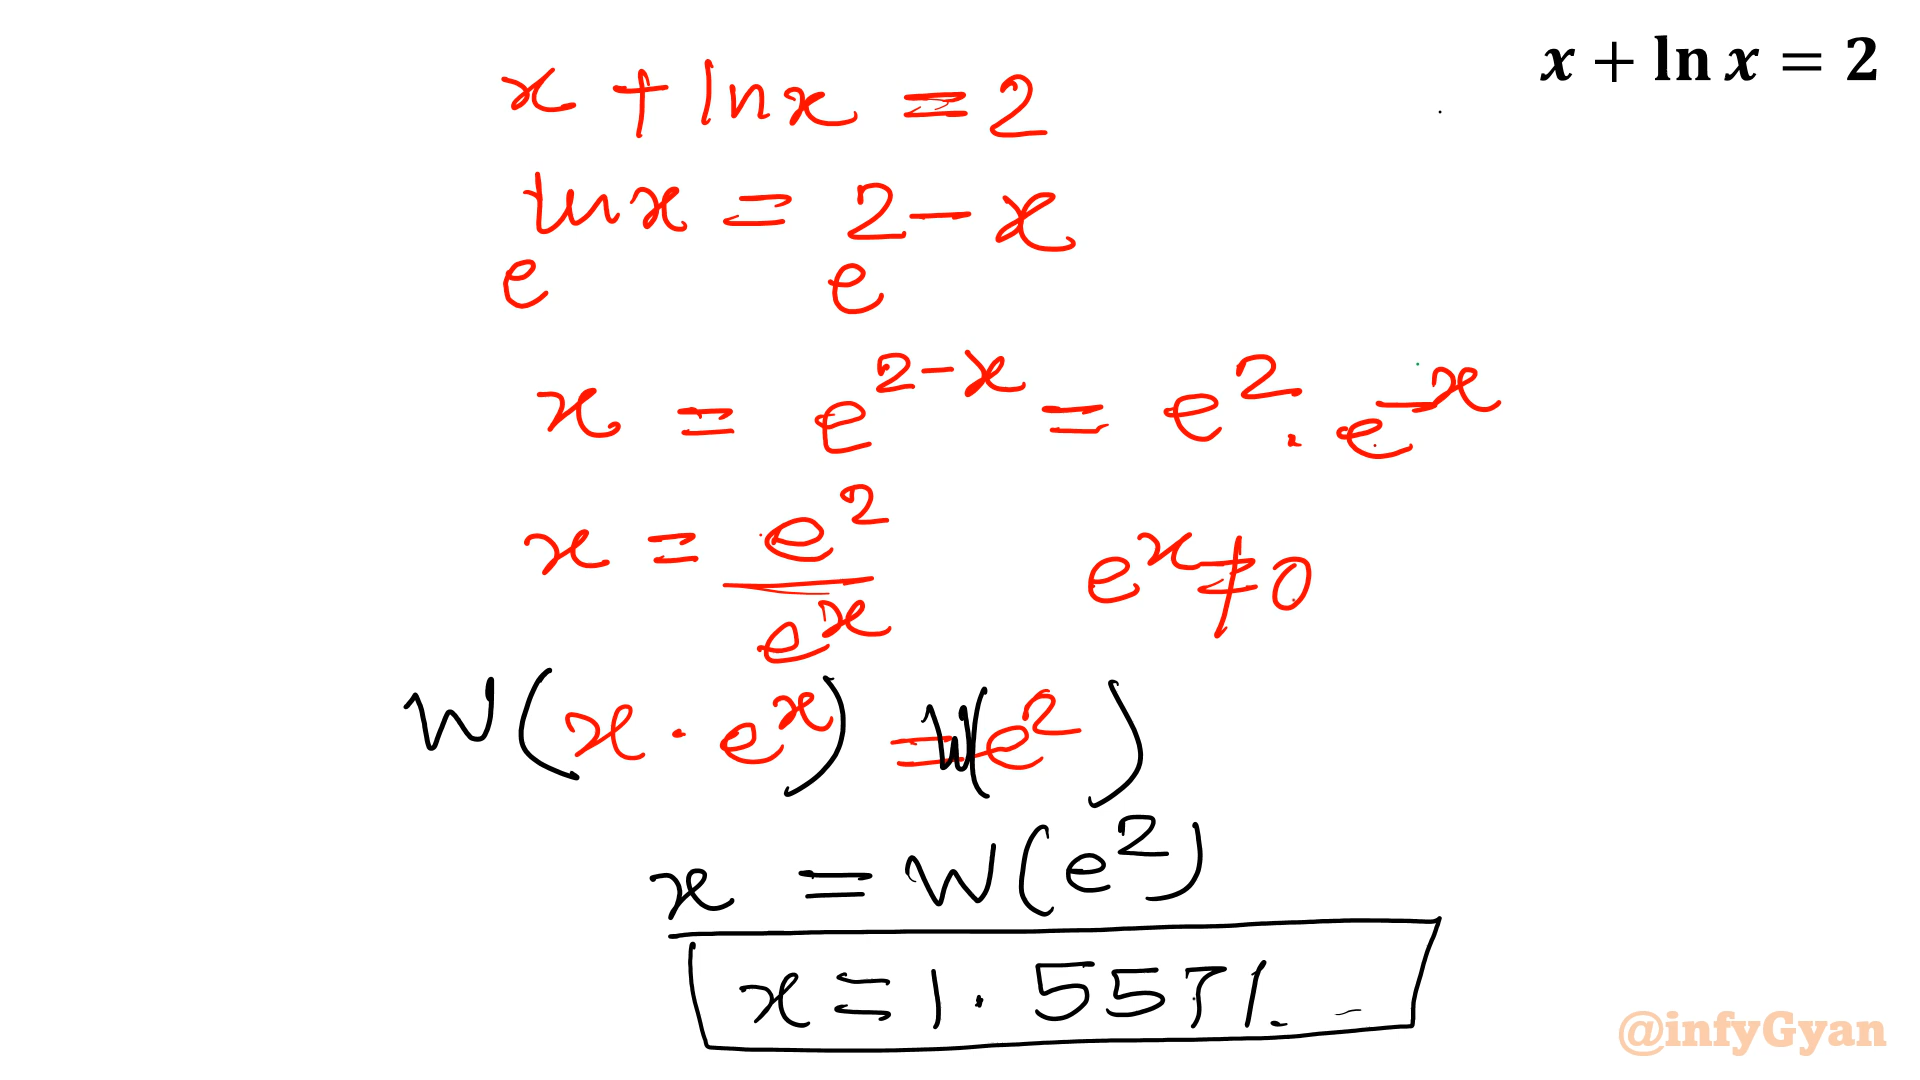 x + ln x = 2
x + ln x = 2
ln x = 2 - x
e e
x = e^{2-x} = e^2 . e^{-x}
x = e^2 / e^x    e^x ≠ 0
W(x · e^x) = W(e^2)
x = W(e^2)
x = 1.5571..
@infyGyan